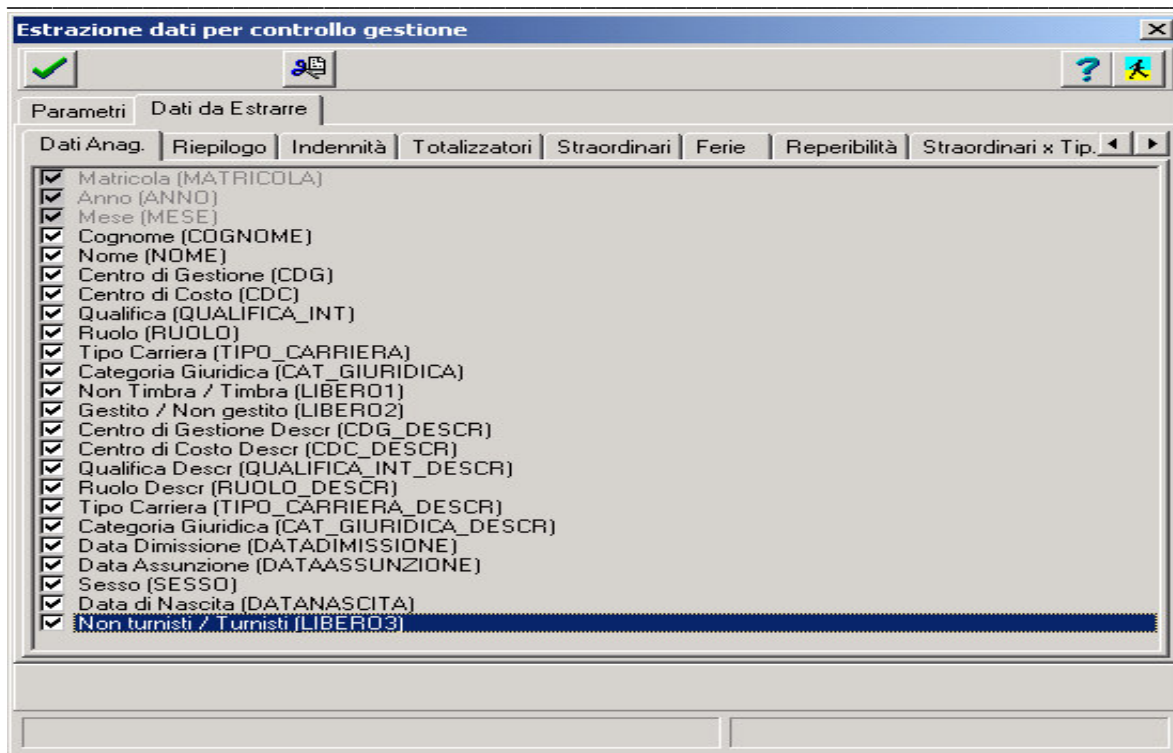 Estrazione dati per controllo gestione
Parametri Dati da Estrarre
Dati Anag. Riepilogo Indennità Totalizzatori Straordinari Ferie Reperibilità Straordinari x Tip.
Matricola (MATRICOLA)
Anno (ANNO)
Mese (MESE)
Cognome (COGNOME)
Nome (NOME)
Centro di Gestione (CDG)
Centro di Costo (CDC)
Qualifica (QUALIFICA_INT)
Ruolo (RUOLO)
Tipo Carriera (TIPO_CARRIERA)
Categoria Giuridica (CAT_GIURIDICA)
Non Timbra / Timbra (LIBERO1)
Gestito / Non gestito (LIBERO2)
Centro di Gestione Descr (CDG_DESCR)
Centro di Costo Descr (CDC_DESCR)
Qualifica Descr (QUALIFICA_INT_DESCR)
Ruolo Descr (RUOLO_DESCR)
Tipo Carriera (TIPO_CARRIERA_DESCR)
Categoria Giuridica (CAT_GIURIDICA_DESCR)
Data Dimissione (DATADIMISSIONE)
Data Assunzione (DATAASSUNZIONE)
Sesso (SESSO)
Data di Nascita (DATANASCITA)
Non turnisti / Turnisti (LIBERO3)